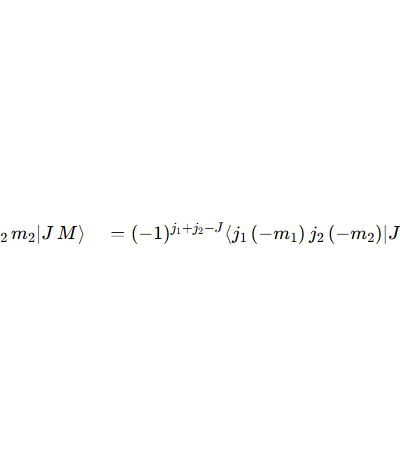 ₂ m₂|J M⟩ = (−1)^{j₁+j₂−J}⟨j₁ (−m₁) j₂ (−m₂)|J